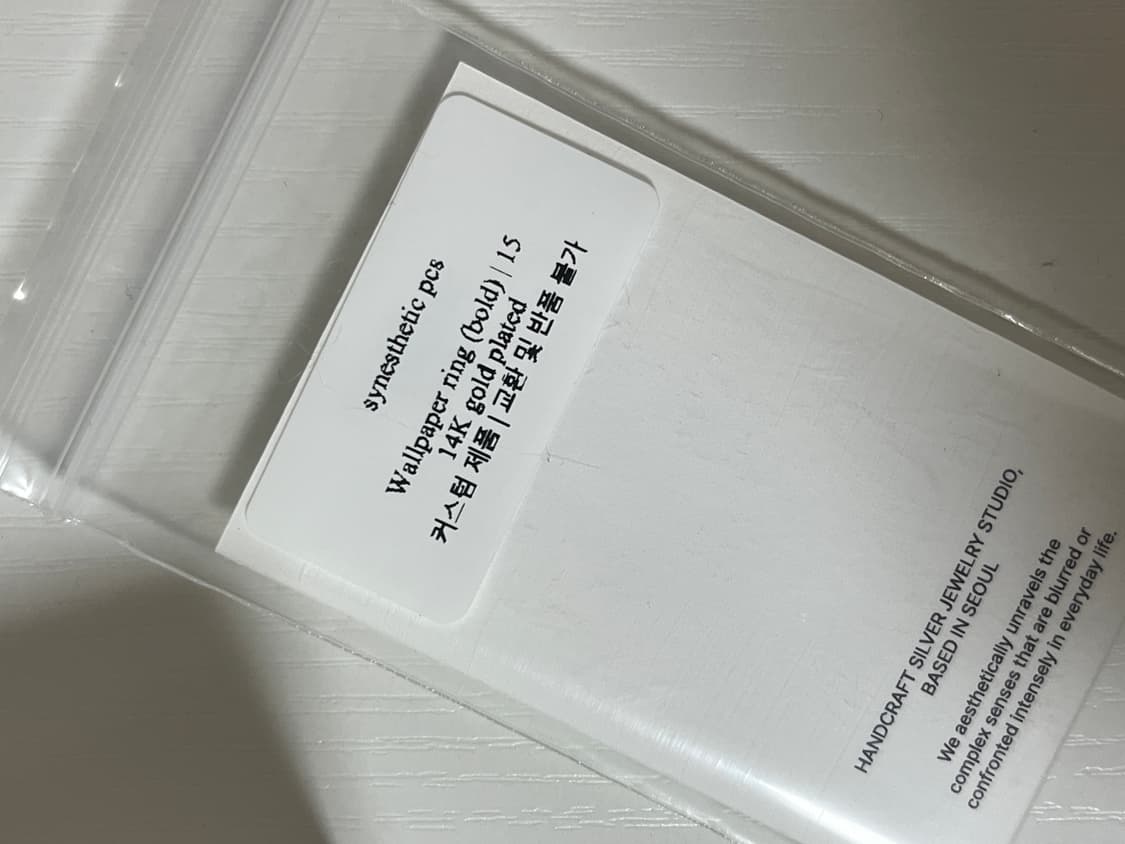 synesthetic pcs
Wallpaper ring (bold) | 15
14K gold plated
커스텀 제품 | 교환 및 반품 불가
HANDCRAFT SILVER JEWELRY STUDIO,
BASED IN SEOUL
We aesthetically unravels the
complex senses that are blurred or
confronted intensely in everyday life.